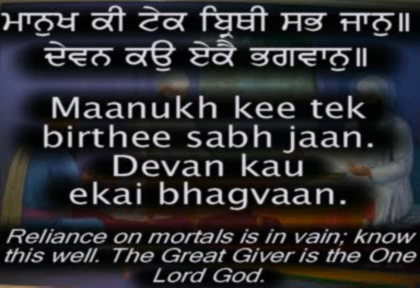 ਮਾਨੁਖ ਕੀ ਟੇਕ ਬ੍ਰਿਥੀ ਸਭ ਜਾਨੁ॥
ਦੇਵਨ ਕਉ ਏਕੈ ਭਗਵਾਨੁ॥
Maanukh kee tek
birthee sabh jaan.
Devan kau
ekai bhagvaan.
Reliance on mortals is in vain; know
this well. The Great Giver is the One
Lord God.